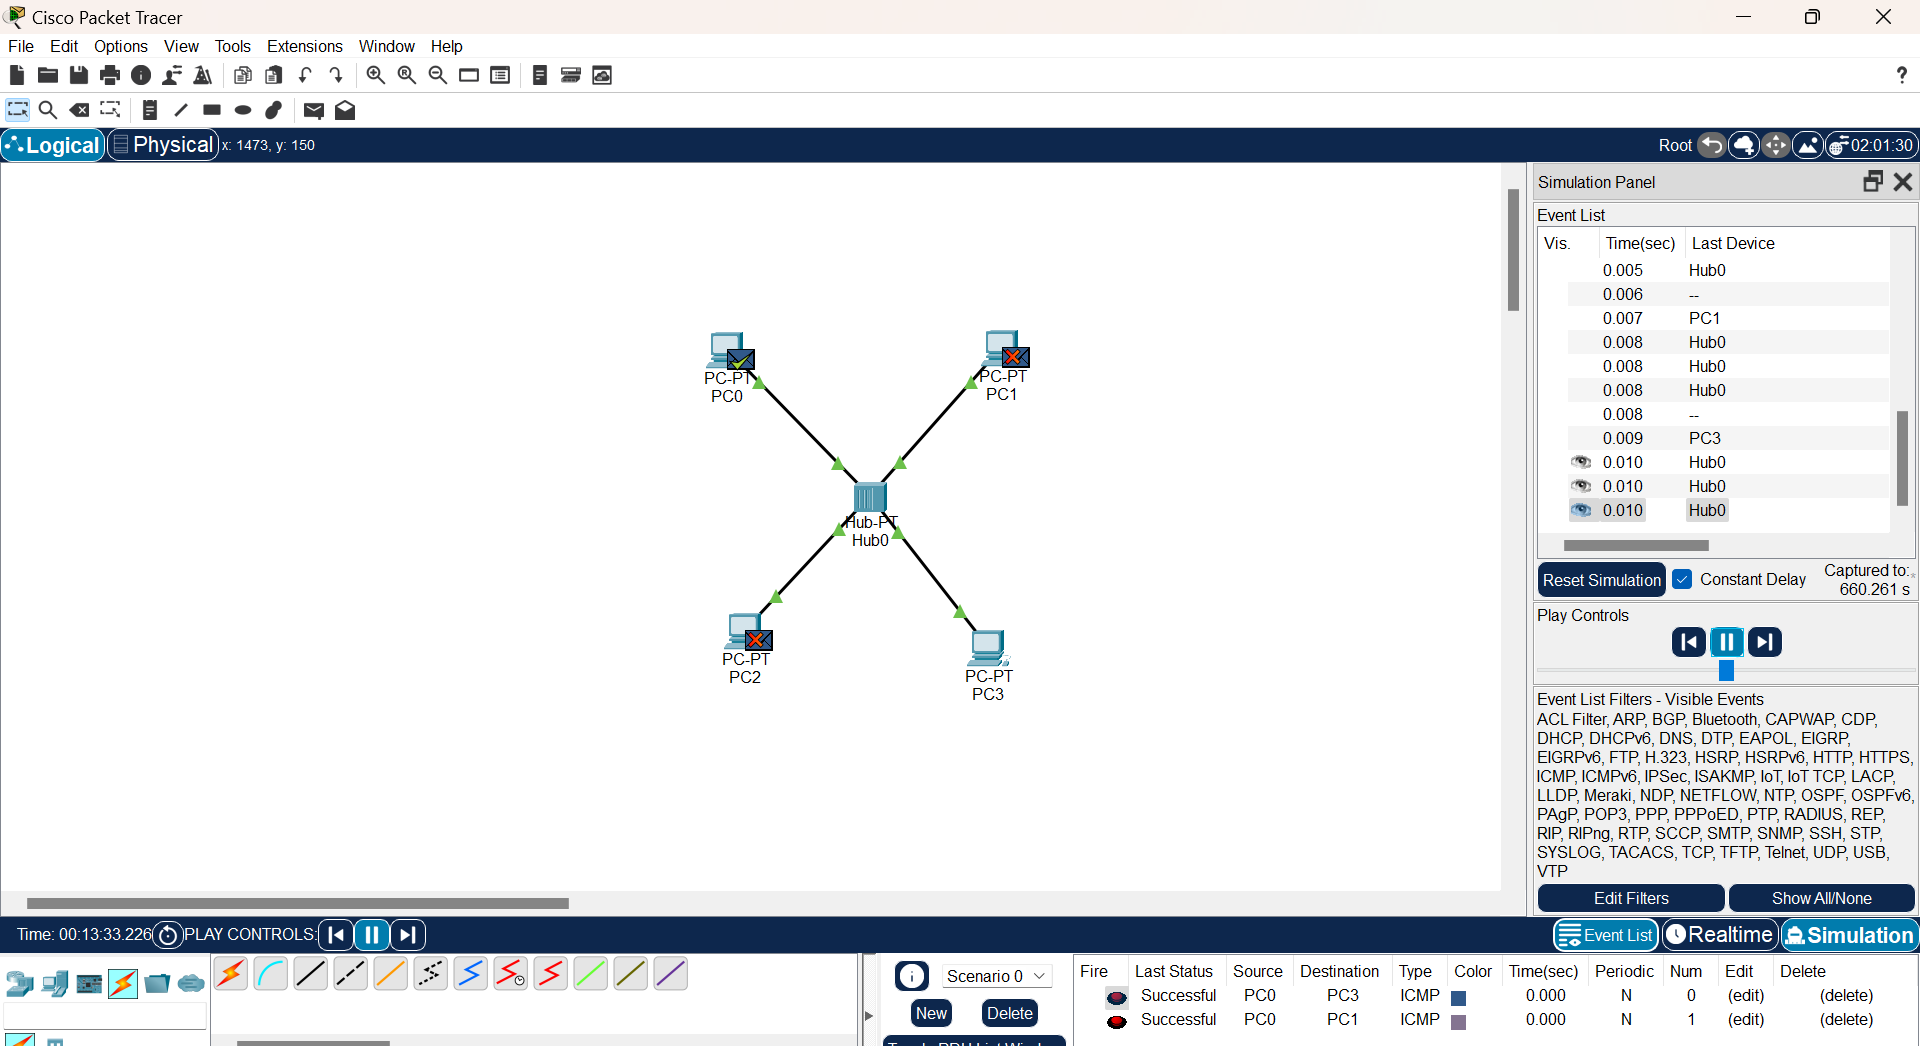 Cisco Packet Tracer
File Edit Options View Tools Extensions Window Help
?
Logical Physical x: 1473, y: 150 Root 02:01:30
Simulation Panel
Event List
Vis. Time(sec) Last Device
0.005 Hub0
0.006 --
0.007 PC1
0.008 Hub0
0.008 Hub0
0.008 Hub0
0.008 --
0.009 PC3
0.010 Hub0
0.010 Hub0
0.010 Hub0
PC-PT
PC0
PC-PT
PC1
Hub-PT
Hub0
PC-PT
PC2
PC-PT
PC3
Reset Simulation Constant Delay Captured to:
660.261 s
Play Controls
Event List Filters - Visible Events
ACL Filter, ARP, BGP, Bluetooth, CAPWAP, CDP,
DHCP, DHCPv6, DNS, DTP, EAPOL, EIGRP,
EIGRPv6, FTP, H.323, HSRP, HSRPv6, HTTP, HTTPS,
ICMP, ICMPv6, IPSec, ISAKMP, IoT, IoT TCP, LACP,
LLDP, Meraki, NDP, NETFLOW, NTP, OSPF, OSPFv6,
PAgP, POP3, PPP, PPPoED, PTP, RADIUS, REP,
RIP, RIPng, RTP, SCCP, SMTP, SNMP, SSH, STP,
SYSLOG, TACACS, TCP, TFTP, Telnet, UDP, USB,
VTP
Edit Filters Show All/None
Time: 00:13:33.226 PLAY CONTROLS: Event List Realtime Simulation
Scenario 0
New Delete
Fire Last Status Source Destination Type Color Time(sec) Periodic Num Edit Delete
Successful PC0 PC3 ICMP 0.000 N 0 (edit) (delete)
Successful PC0 PC1 ICMP 0.000 N 1 (edit) (delete)